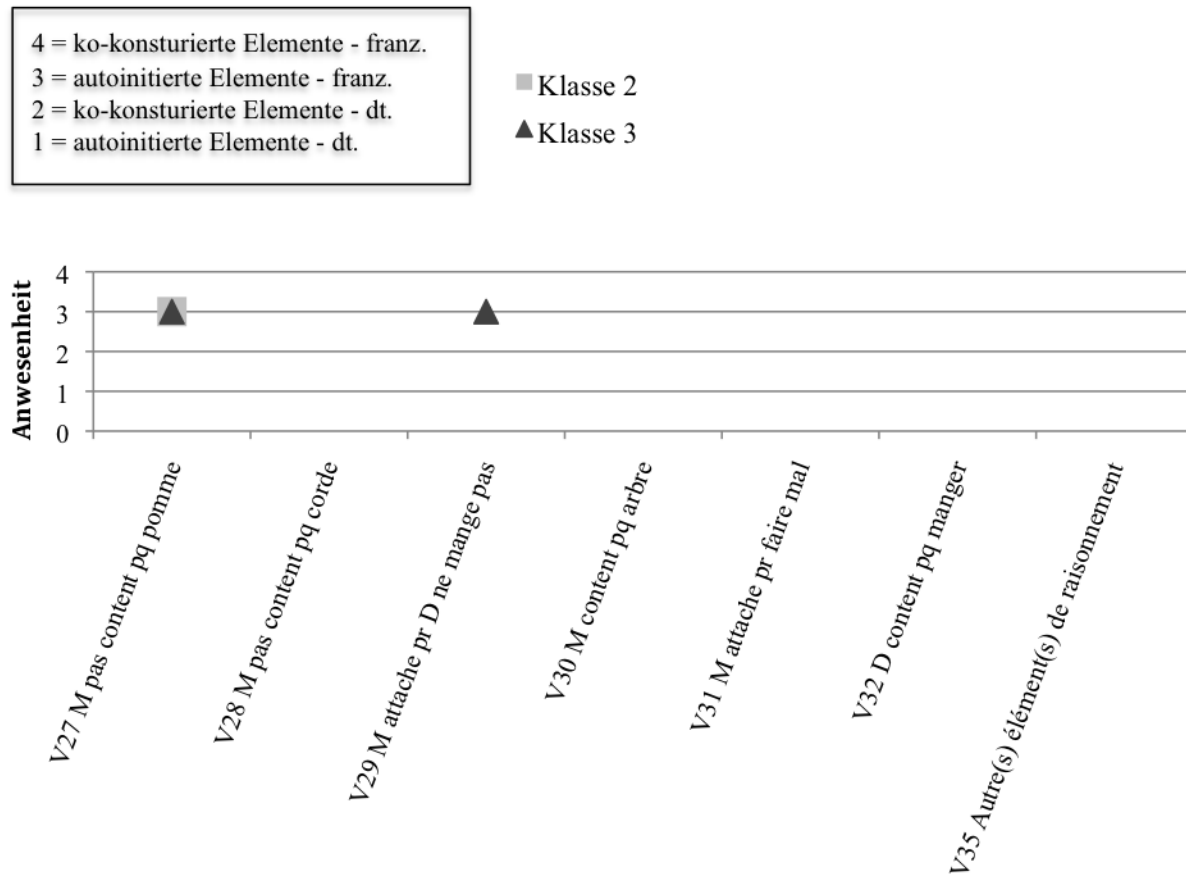 4 = ko-konsturierte Elemente - franz.
3 = autoinitierte Elemente - franz.
2 = ko-konsturierte Elemente - dt.
1 = autoinitierte Elemente - dt.
Klasse 2
Klasse 3
Anwesenheit
4
3
2
1
0
V27 M pas content pq pomme
V28 M pas content pq corde
V29 M attache pr D ne mange pas
V30 M content pq arbre
V31 M attache pr faire mal
V32 D content pq manger
V35 Autre(s) élément(s) de raisonnement